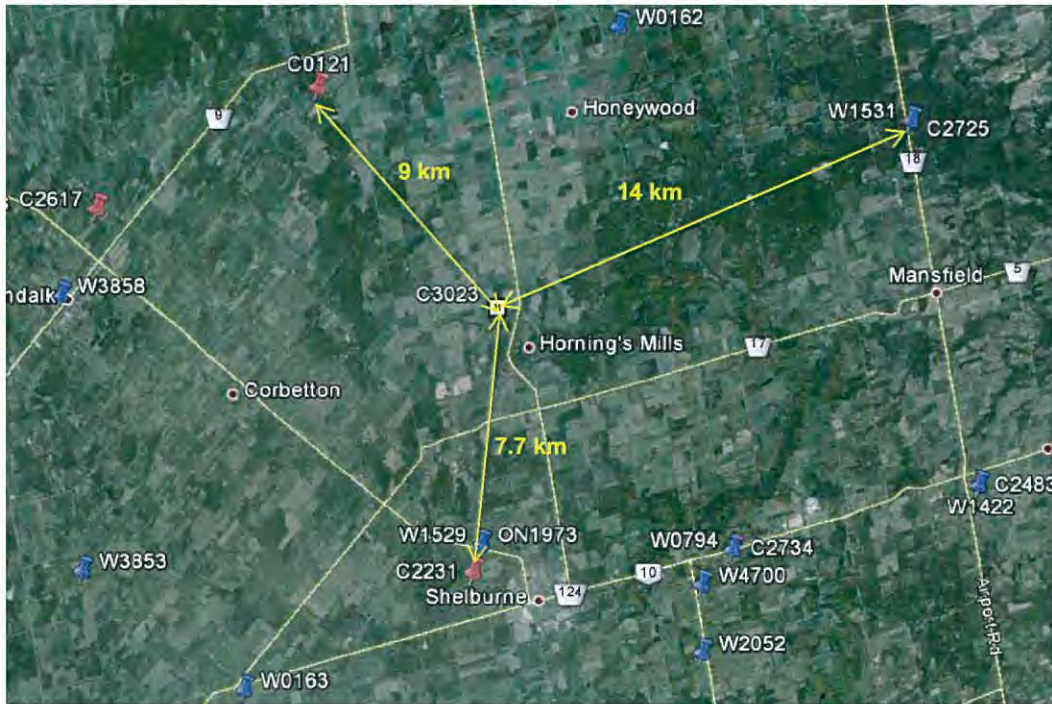 W0162
C0121
Honeywood
W1531
C2725
9
18
9 km
14 km
C2617
Mansfield
5
C3023
ndalk
W3858
Horning's Mills
17
Corbetton
7.7 km
C2483
W1422
W1529
ON1973
W0794
C2734
W3853
C2231
10
W4700
Shelburne
124
Airport Rd
W2052
W0163